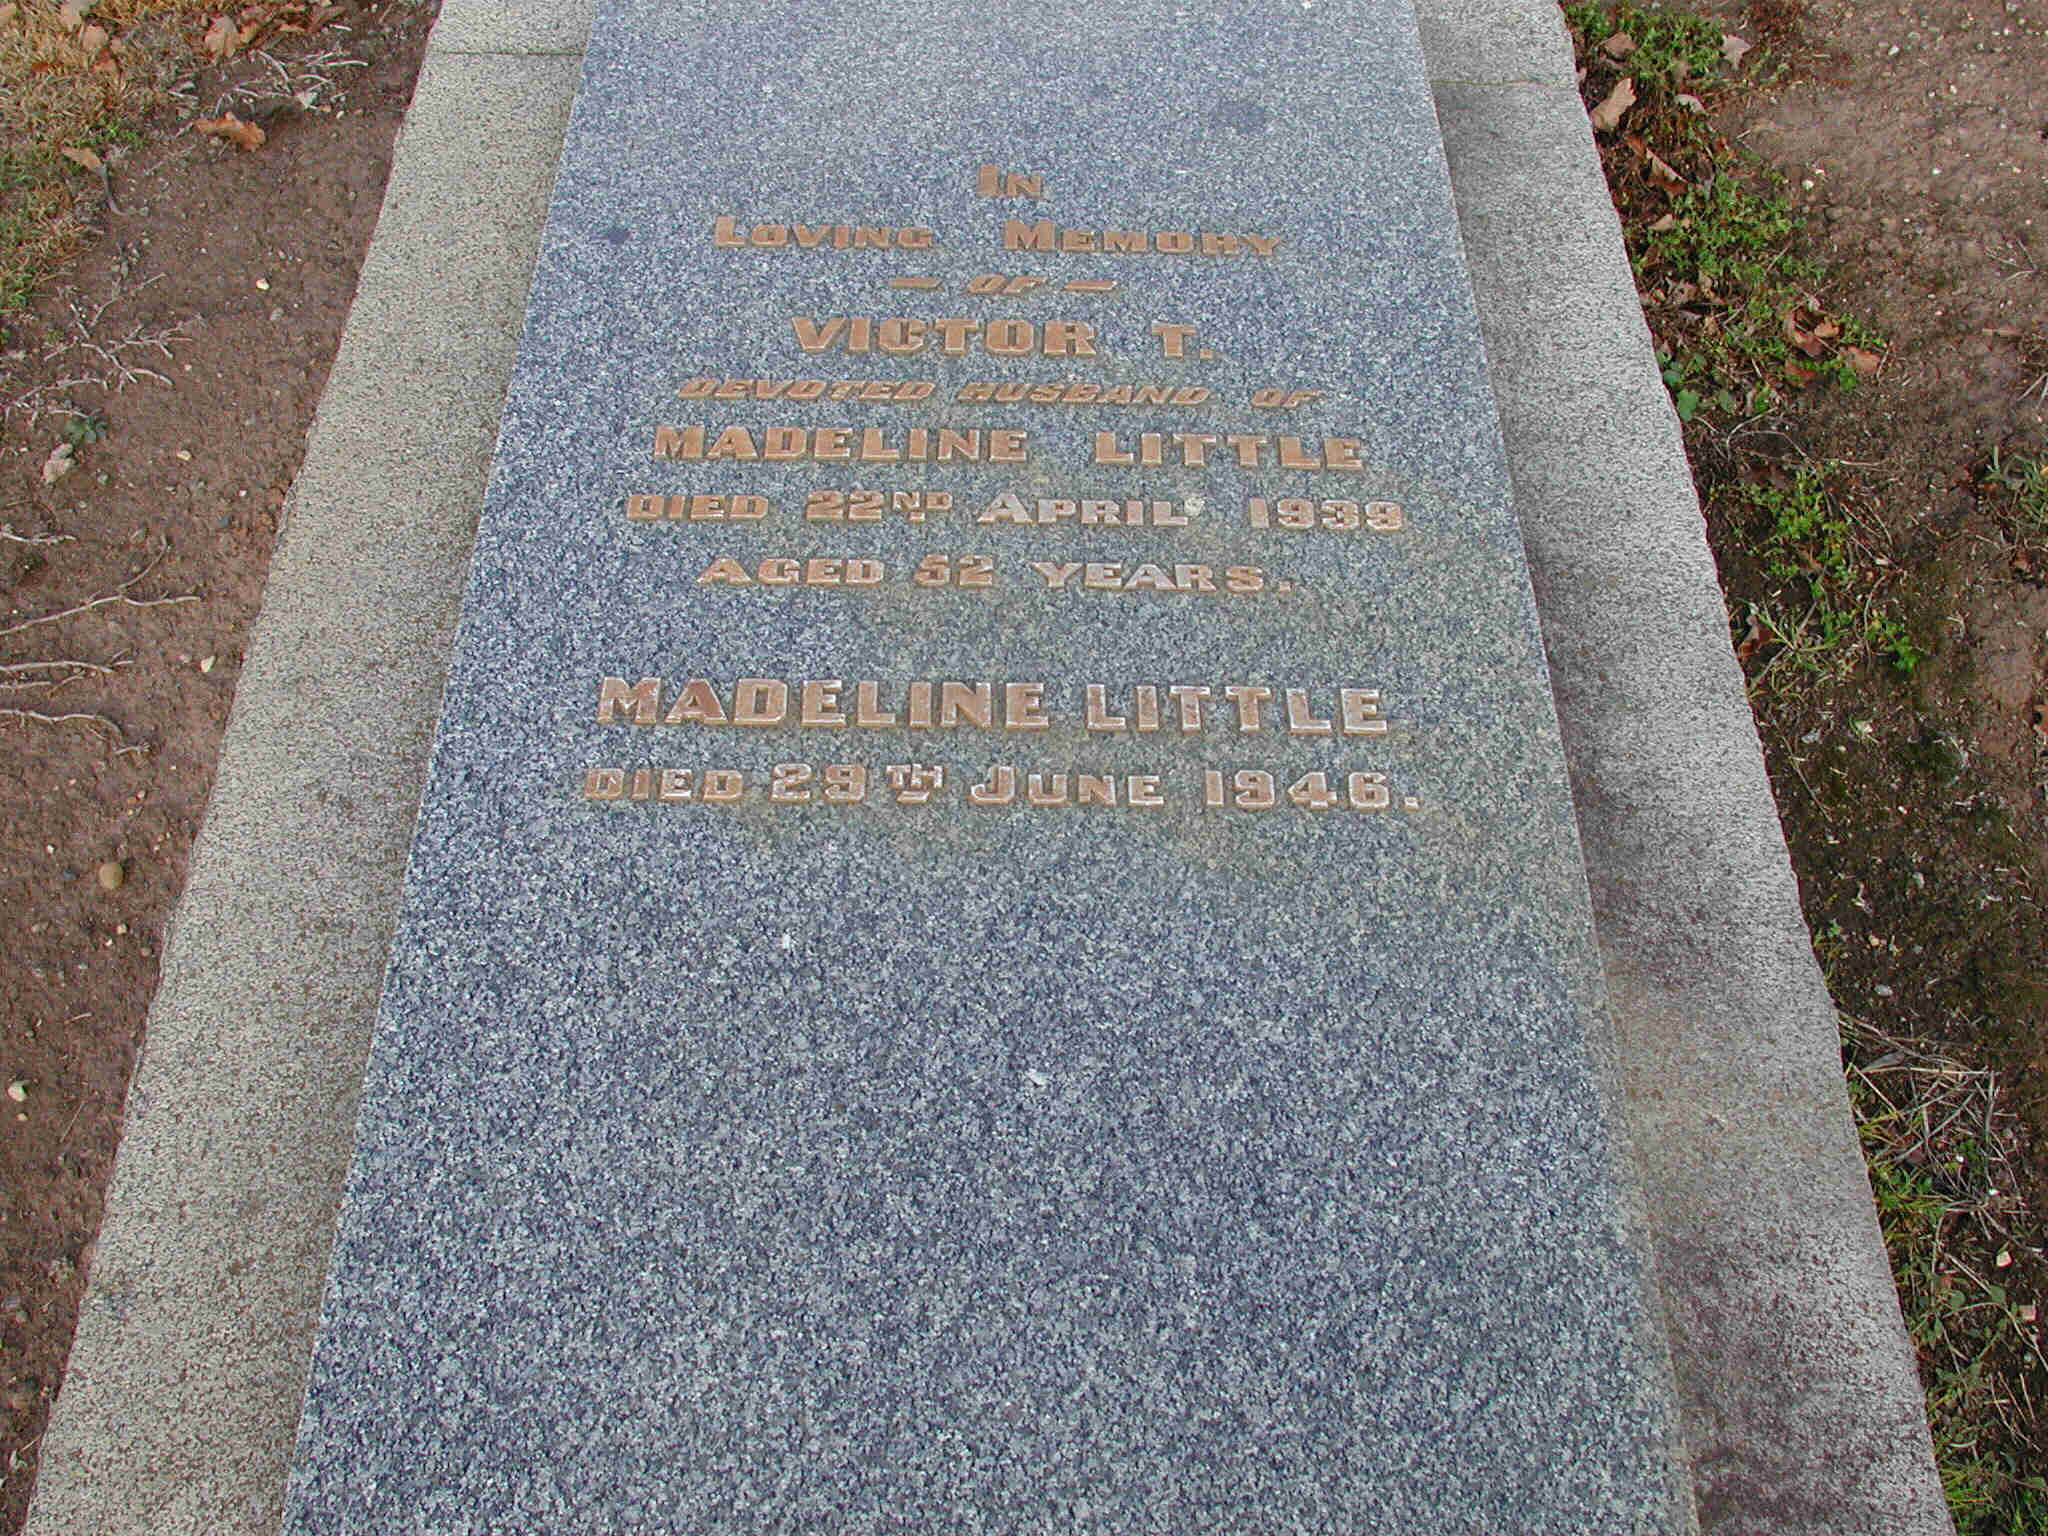 In
Loving Memory
— OF —
VICTOR T.
DEVOTED HUSBAND OF
MADELINE LITTLE
DIED 22ND APRIL 1939
AGED 52 YEARS.
MADELINE LITTLE
DIED 29TH JUNE 1946.